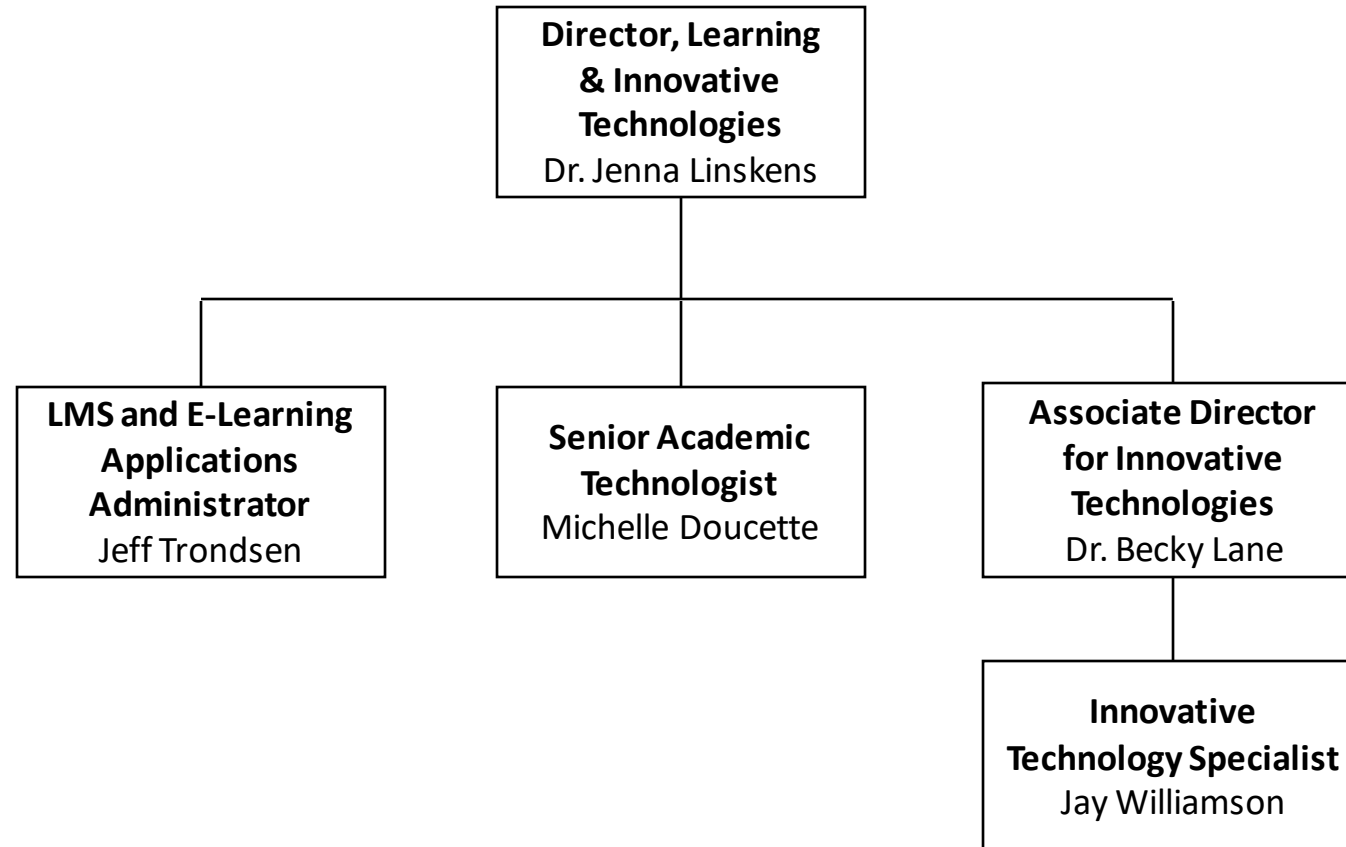 Director, Learning
& Innovative
Technologies
Dr. Jenna Linskens
LMS and E-Learning
Applications
Administrator
Jeff Trondsen
Senior Academic
Technologist
Michelle Doucette
Associate Director
for Innovative
Technologies
Dr. Becky Lane
Innovative
Technology Specialist
Jay Williamson